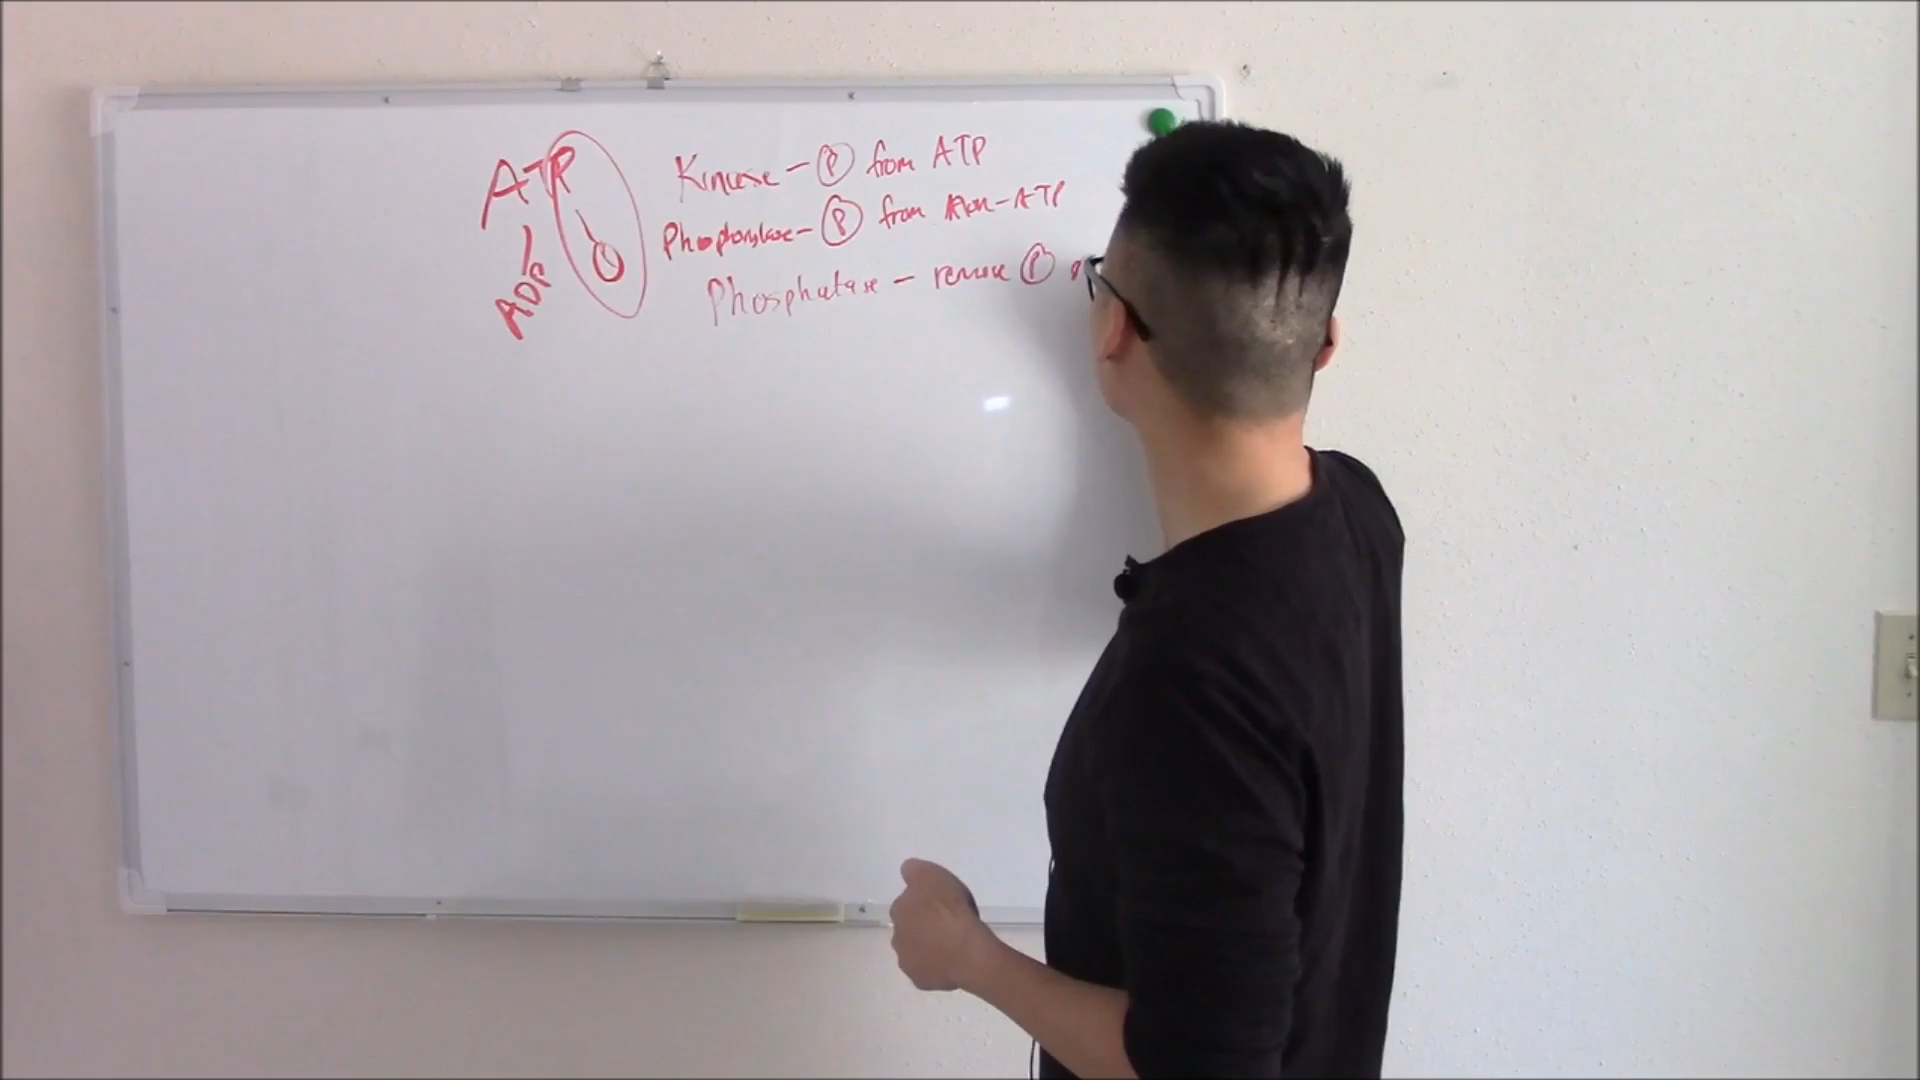 ATP
ADP
Kinase - P from ATP
Phosphorylase - P from Non-ATP
Phosphatase - remove P